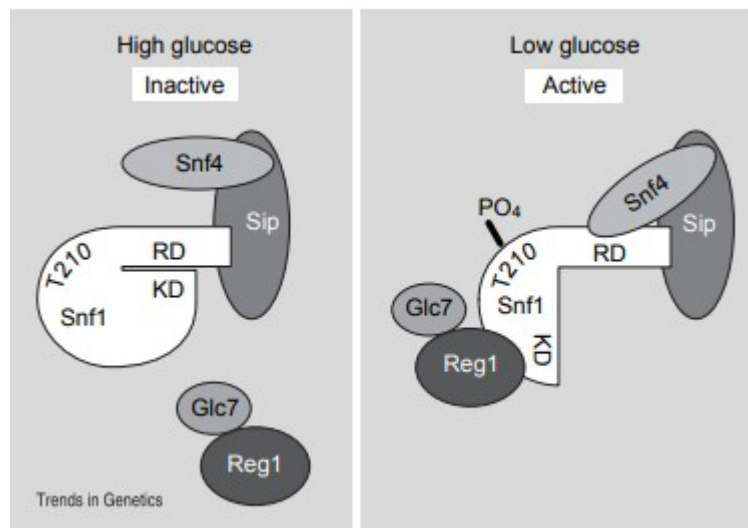 High glucose
Inactive
Snf4
Sip
RD
T210
KD
Snf1
Glc7
Reg1
Trends in Genetics
Low glucose
Active
Snf4
PO₄
Sip
T210
RD
Glc7
Snf1
KD
Reg1